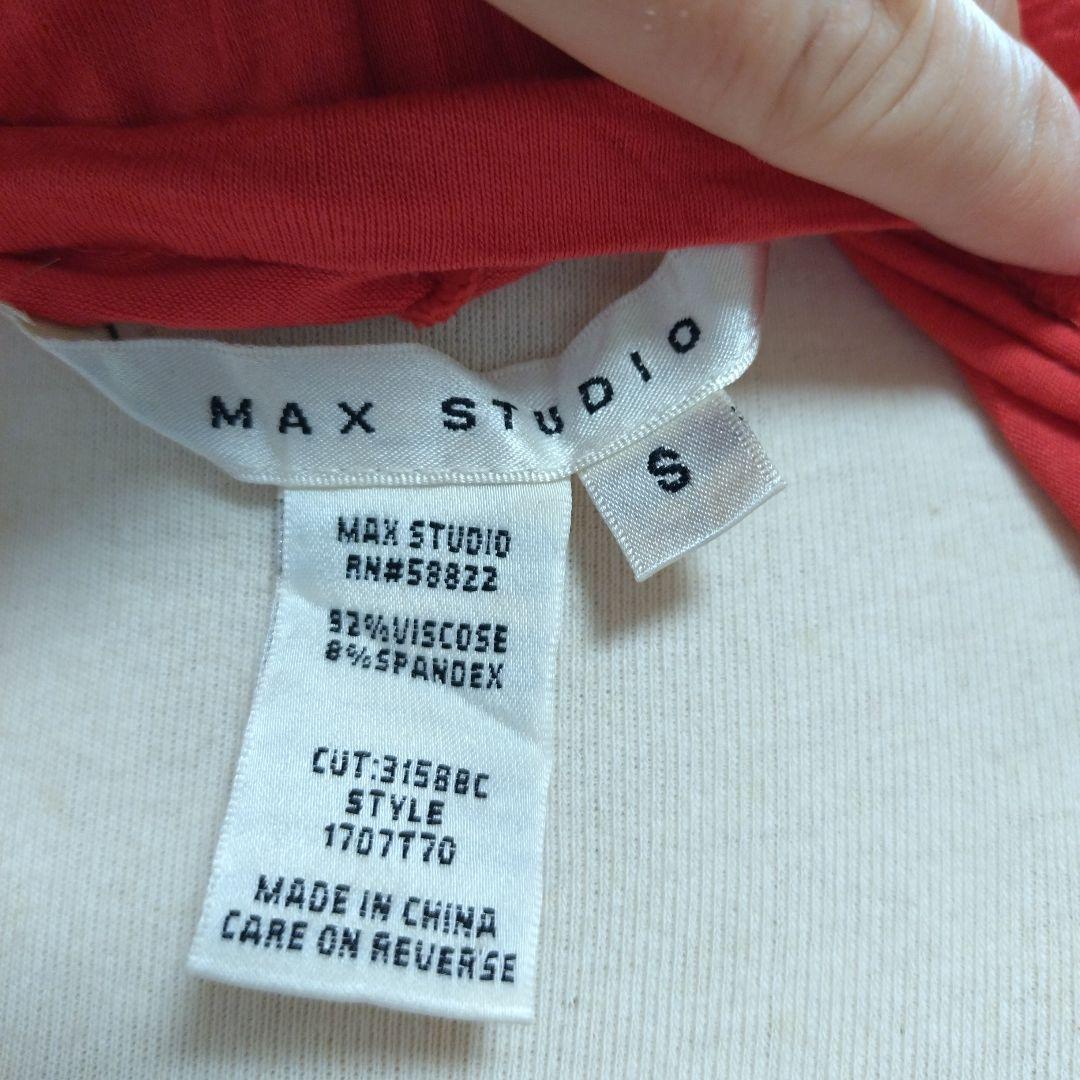 MAX STUDIO
S
MAX STUDIO
RN#58822
92%VISCOSE
8%SPANDEX
CUT:31588C
STYLE
1707T70
MADE IN CHINA
CARE ON REVERSE